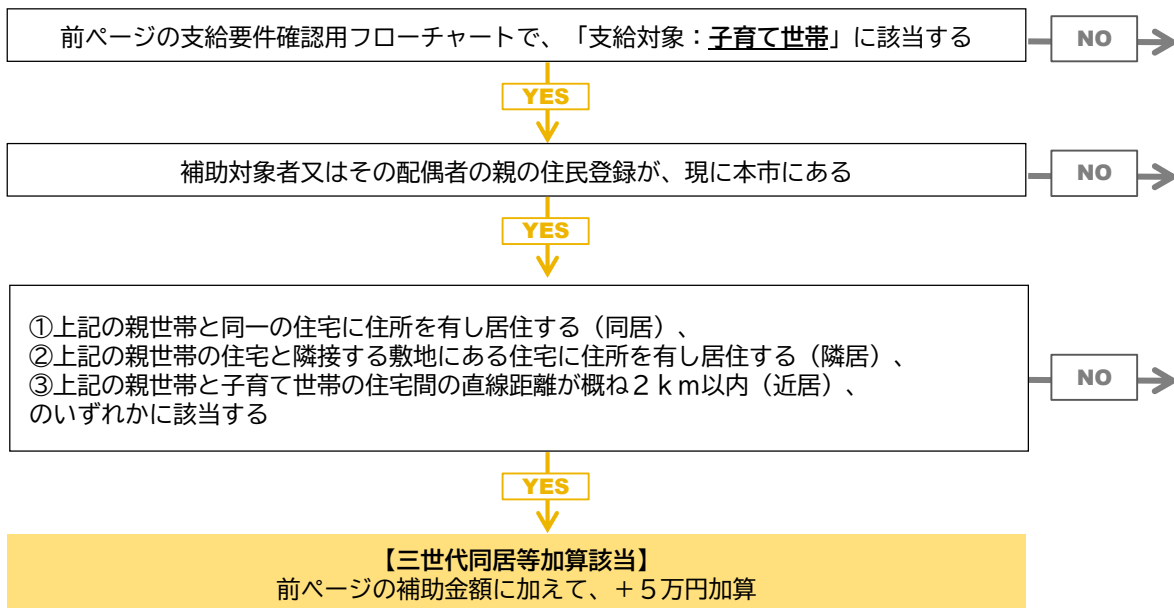 前ページの支給要件確認用フローチャートで、「支給対象：子育て世帯」に該当する
NO
YES
補助対象者又はその配偶者の親の住民登録が、現に本市にある
NO
YES
①上記の親世帯と同一の住宅に住所を有し居住する（同居）、
②上記の親世帯の住宅と隣接する敷地にある住宅に住所を有し居住する（隣居）、
③上記の親世帯と子育て世帯の住宅間の直線距離が概ね２ｋｍ以内（近居）、
のいずれかに該当する
NO
YES
【三世代同居等加算該当】
前ページの補助金額に加えて、＋５万円加算